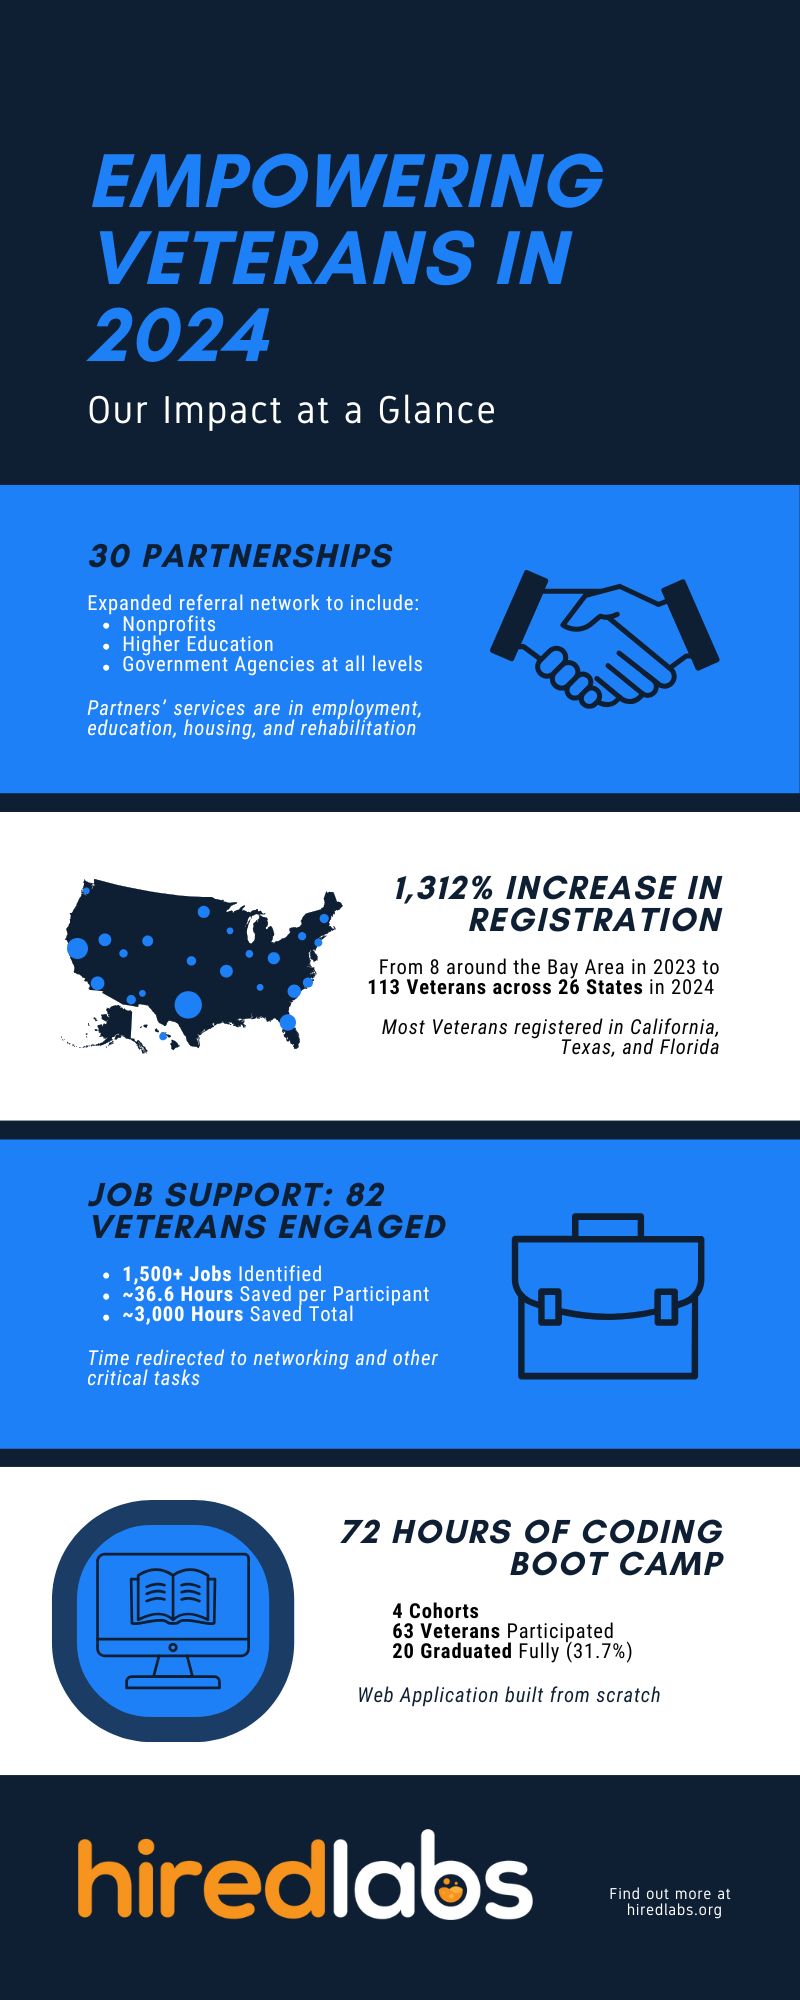 EMPOWERING
VETERANS IN
2024
Our Impact at a Glance
30 PARTNERSHIPS
Expanded referral network to include:
• Nonprofits
• Higher Education
• Government Agencies at all levels
Partners’ services are in employment,
education, housing, and rehabilitation
1,312% INCREASE IN
REGISTRATION
From 8 around the Bay Area in 2023 to
113 Veterans across 26 States in 2024
Most Veterans registered in California,
Texas, and Florida
JOB SUPPORT: 82
VETERANS ENGAGED
• 1,500+ Jobs Identified
• ~36.6 Hours Saved per Participant
• ~3,000 Hours Saved Total
Time redirected to networking and other
critical tasks
72 HOURS OF CODING
BOOT CAMP
4 Cohorts
63 Veterans Participated
20 Graduated Fully (31.7%)
Web Application built from scratch
hiredlabs
Find out more at
hiredlabs.org